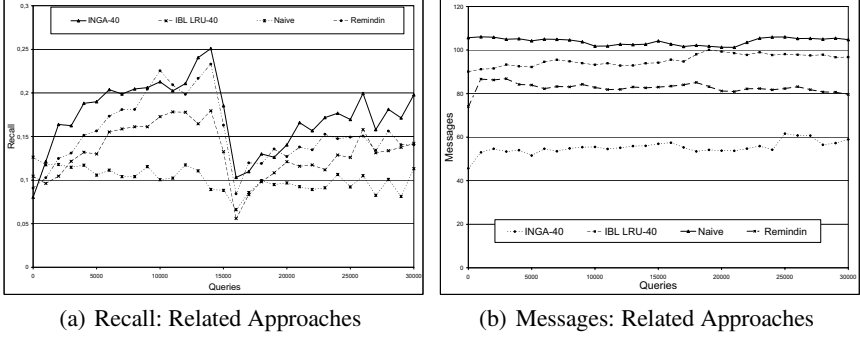 INGA-40 IBL LRU-40 Naive Remindin
0,3
0,25
0,2
0,15
0,1
0,05
0
Recall
0 5000 10000 15000 20000 25000 30000
Queries
(a) Recall: Related Approaches
120
100
80
60
40
20
0
Messages
INGA-40 IBL LRU-40 Naive Remindin
0 5000 10000 15000 20000 25000 30000
Queries
(b) Messages: Related Approaches